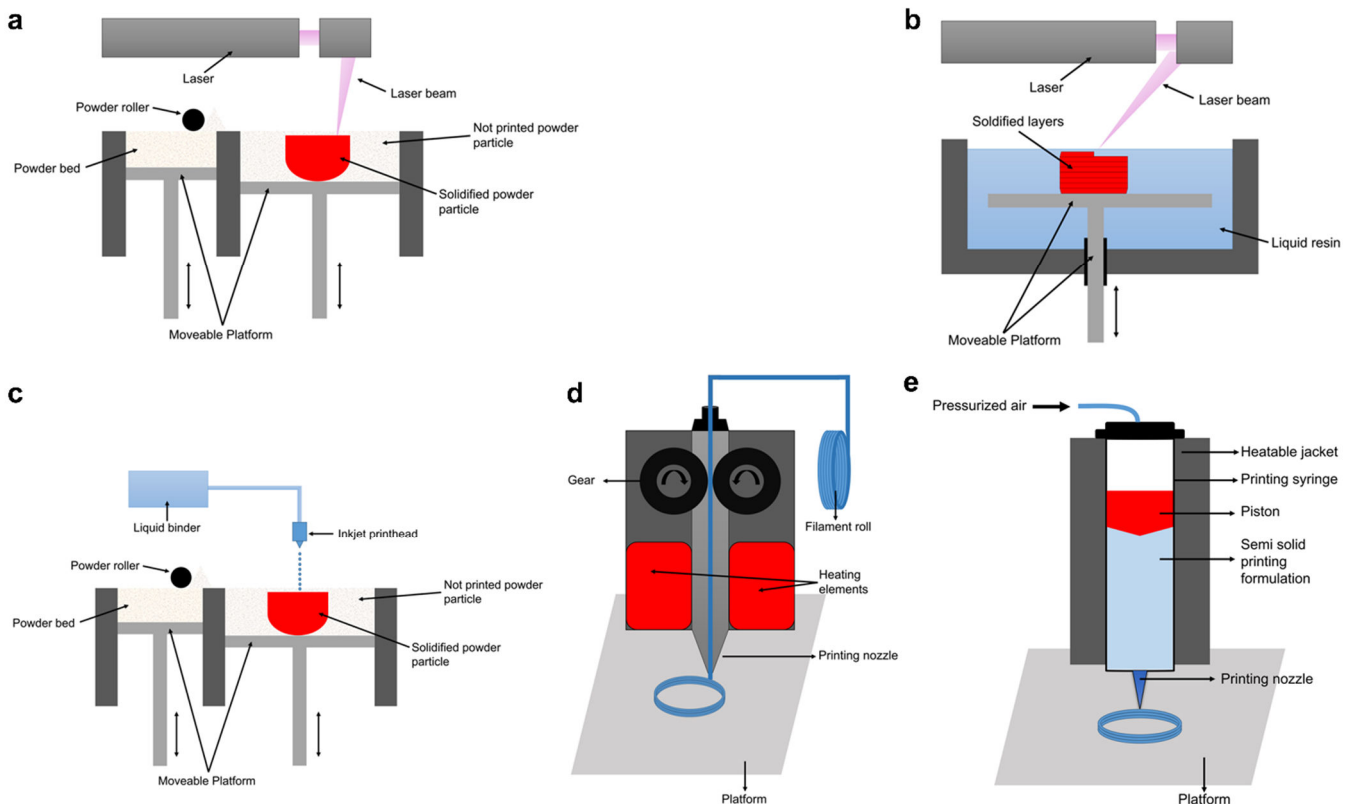 a
Laser
Laser beam
Powder roller
Not printed powder
particle
Powder bed
Solidified powder
particle
Moveable Platform
b
Laser
Laser beam
Soldified layers
Liquid resin
Moveable Platform
c
Liquid binder
Inkjet printhead
Powder roller
Not printed powder
particle
Powder bed
Solidified powder
particle
Moveable Platform
d
Gear
Filament roll
Heating
elements
Printing nozzle
Platform
e
Pressurized air
Heatable jacket
Printing syringe
Piston
Semi solid
printing
formulation
Printing nozzle
Platform